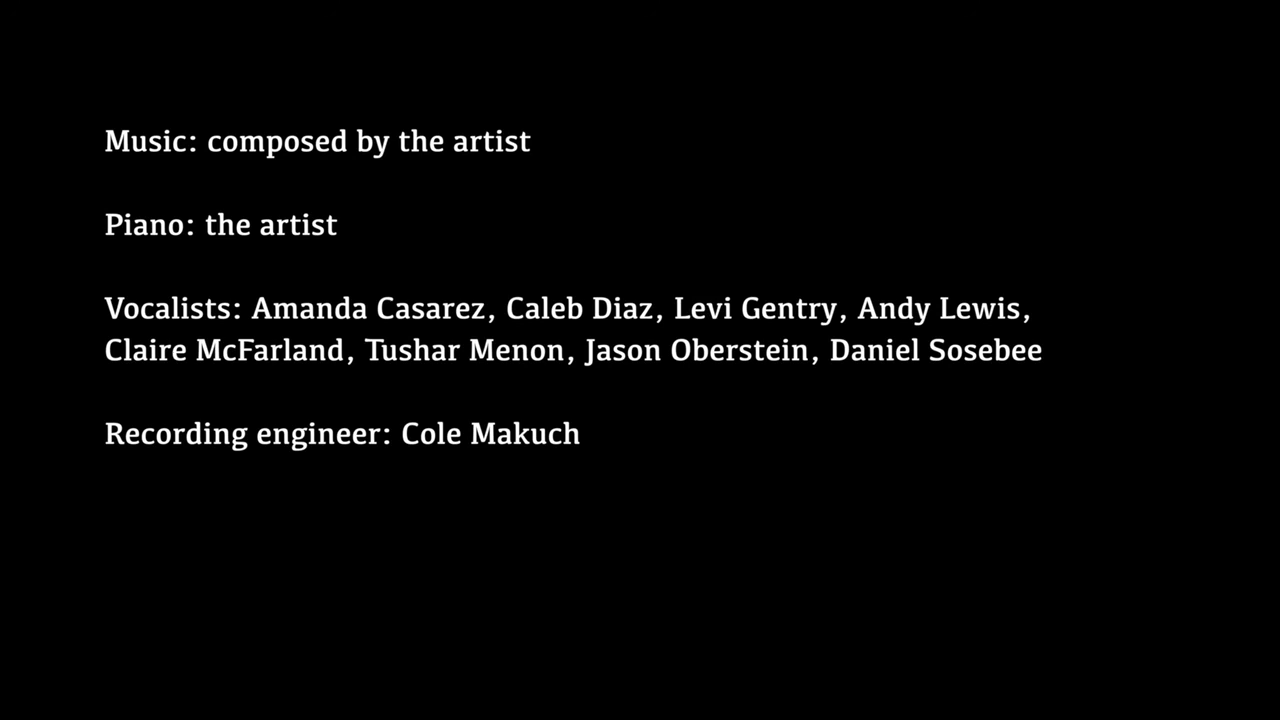 Music: composed by the artist
Piano: the artist
Vocalists: Amanda Casarez, Caleb Diaz, Levi Gentry, Andy Lewis,
Claire McFarland, Tushar Menon, Jason Oberstein, Daniel Sosebee
Recording engineer: Cole Makuch